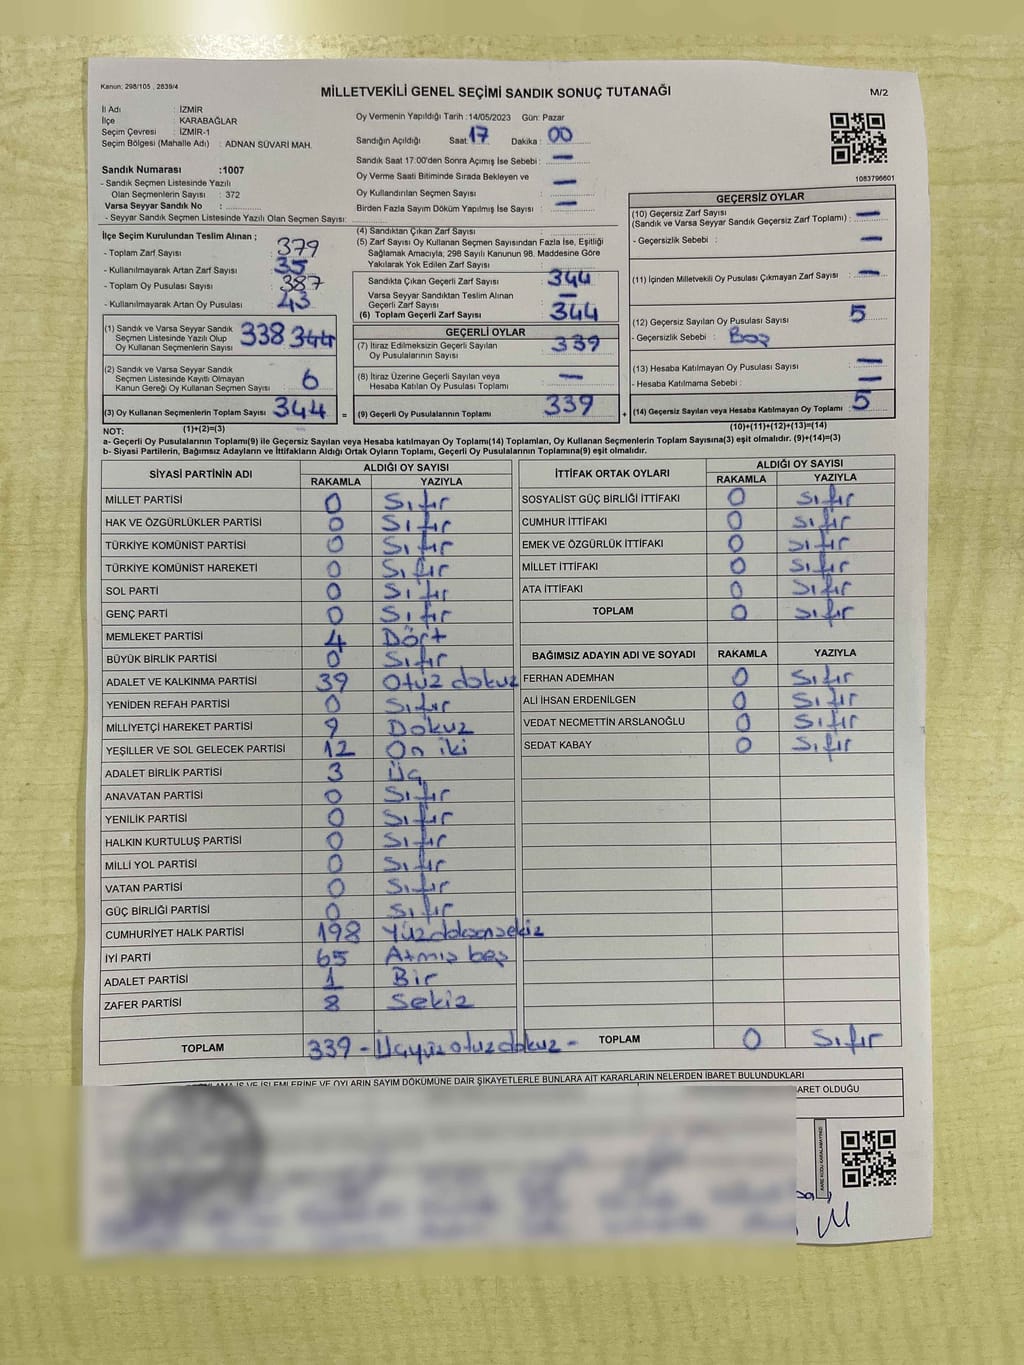 Kanun: 298/105 , 2839/4
MİLLETVEKİLİ GENEL SEÇİMİ SANDIK SONUÇ TUTANAĞI
M/2
İl Adı : İZMİR
İlçe : KARABAĞLAR
Seçim Çevresi : İZMİR-1
Seçim Bölgesi (Mahalle Adı) : ADNAN SÜVARİ MAH.
Sandık Numarası :1007
- Sandık Seçmen Listesinde Yazılı
Olan Seçmenlerin Sayısı : 372
Varsa Seyyar Sandık No :
- Seyyar Sandık Seçmen Listesinde Yazılı Olan Seçmen Sayısı:
Oy Vermenin Yapıldığı Tarih : 14/05/2023 Gün: Pazar
Sandığın Açıldığı Saat 17 Dakika : 00
Sandık Saat 17:00'den Sonra Açılmış İse Sebebi : —
Oy Verme Saati Bitiminde Sırada Bekleyen ve
Oy Kullandırılan Seçmen Sayısı : —
Birden Fazla Sayım Döküm Yapılmış İse Sayısı : —
1083796601
İlçe Seçim Kurulundan Teslim Alınan ;
- Toplam Zarf Sayısı : 379
- Kullanılmayarak Artan Zarf Sayısı : 35
- Toplam Oy Pusulası Sayısı : 387
- Kullanılmayarak Artan Oy Pusulası : 43
(1) Sandık ve Varsa Seyyar Sandık
Seçmen Listesinde Yazılı Olup
Oy Kullanan Seçmenlerin Sayısı : 338 344
(2) Sandık ve Varsa Seyyar Sandık
Seçmen Listesinde Kayıtlı Olmayan
Kanun Gereği Oy Kullanan Seçmen Sayısı : 6
(3) Oy Kullanan Seçmenlerin Toplam Sayısı : 344 =
(4) Sandıktan Çıkan Zarf Sayısı :
(5) Zarf Sayısı Oy Kullanan Seçmen Sayısından Fazla İse, Eşitliği
Sağlamak Amacıyla, 298 Sayılı Kanunun 98. Maddesine Göre
Yakılarak Yok Edilen Zarf Sayısı :
Sandıkta Çıkan Geçerli Zarf Sayısı : 344
Varsa Seyyar Sandıktan Teslim Alınan
Geçerli Zarf Sayısı : —
(6) Toplam Geçerli Zarf Sayısı : 344
GEÇERLİ OYLAR
(7) İtiraz Edilmeksizin Geçerli Sayılan
Oy Pusulalarının Sayısı : 339
(8) İtiraz Üzerine Geçerli Sayılan veya
Hesaba Katılan Oy Pusulası Toplamı : —
(9) Geçerli Oy Pusulalarının Toplamı : 339 +
GEÇERSİZ OYLAR
(10) Geçersiz Zarf Sayısı
(Sandık ve Varsa Seyyar Sandık Geçersiz Zarf Toplamı) : —
- Geçersizlik Sebebi : —
(11) İçinden Milletvekili Oy Pusulası Çıkmayan Zarf Sayısı : —
(12) Geçersiz Sayılan Oy Pusulası Sayısı : 5
- Geçersizlik Sebebi : Boş
(13) Hesaba Katılmayan Oy Pusulası Sayısı : —
- Hesaba Katılmama Sebebi : —
(14) Geçersiz Sayılan veya Hesaba Katılmayan Oy Toplamı : 5
NOT: (1)+(2)=(3) (10)+(11)+(12)+(13)=(14)
a- Geçerli Oy Pusulalarının Toplamı(9) ile Geçersiz Sayılan veya Hesaba katılmayan Oy Toplamı(14) Toplamları, Oy Kullanan Seçmenlerin Toplam Sayısına(3) eşit olmalıdır. (9)+(14)=(3)
b- Siyasi Partilerin, Bağımsız Adayların ve İttifakların Aldığı Ortak Oyların Toplamı, Geçerli Oy Pusulalarının Toplamına(9) eşit olmalıdır.
SİYASİ PARTİNİN ADI ALDIĞI OY SAYISI
RAKAMLA YAZIYLA
MİLLET PARTİSİ 0 Sıfır
HAK VE ÖZGÜRLÜKLER PARTİSİ 0 Sıfır
TÜRKİYE KOMÜNİST PARTİSİ 0 Sıfır
TÜRKİYE KOMÜNİST HAREKETİ 0 Sıfır
SOL PARTİ 0 Sıfır
GENÇ PARTİ 0 Sıfır
MEMLEKET PARTİSİ 4 Dört
BÜYÜK BİRLİK PARTİSİ 0 Sıfır
ADALET VE KALKINMA PARTİSİ 39 Otuz dokuz
YENİDEN REFAH PARTİSİ 0 Sıfır
MİLLİYETÇİ HAREKET PARTİSİ 9 Dokuz
YEŞİLLER VE SOL GELECEK PARTİSİ 12 On iki
ADALET BİRLİK PARTİSİ 3 Üç
ANAVATAN PARTİSİ 0 Sıfır
YENİLİK PARTİSİ 0 Sıfır
HALKIN KURTULUŞ PARTİSİ 0 Sıfır
MİLLİ YOL PARTİSİ 0 Sıfır
VATAN PARTİSİ 0 Sıfır
GÜÇ BİRLİĞİ PARTİSİ 0 Sıfır
CUMHURİYET HALK PARTİSİ 198 Yüzdoksansekiz
İYİ PARTİ 65 Atmış beş
ADALET PARTİSİ 1 Bir
ZAFER PARTİSİ 8 Sekiz
TOPLAM 339 - Üçyüz otuz dokuz -
İTTİFAK ORTAK OYLARI ALDIĞI OY SAYISI
RAKAMLA YAZIYLA
SOSYALİST GÜÇ BİRLİĞİ İTTİFAKI 0 Sıfır
CUMHUR İTTİFAKI 0 Sıfır
EMEK VE ÖZGÜRLÜK İTTİFAKI 0 Sıfır
MİLLET İTTİFAKI 0 Sıfır
ATA İTTİFAKI 0 Sıfır
TOPLAM 0 Sıfır
BAĞIMSIZ ADAYIN ADI VE SOYADI RAKAMLA YAZIYLA
FERHAN ADEMHAN 0 Sıfır
ALİ İHSAN ERDENİLGEN 0 Sıfır
VEDAT NECMETTİN ARSLANOĞLU 0 Sıfır
SEDAT KABAY 0 Sıfır
TOPLAM 0 Sıfır
İŞ VE İŞLEMLERİNE VE OYLARIN SAYIM DÖKÜMÜNE DAİR ŞİKAYETLERLE BUNLARA AİT KARARLARIN NELERDEN İBARET BULUNDUKLARI
BARET OLDUĞU
KARE KODU KARALAMAYINIZ!